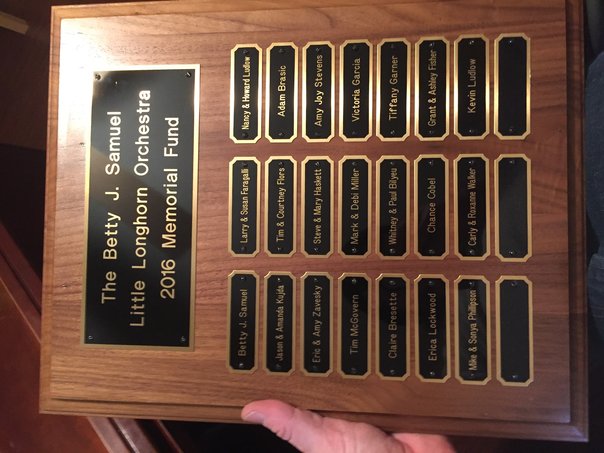 The Betty J. Samuel
Little Longhorn Orchestra
2016 Memorial Fund
Betty J. Samuel
Larry & Susan Faragalli
Nancy & Howard Ludlow
Jason & Amanda Kujda
Tim & Courtney Flors
Adam Brasic
Eric & Amy Zavesky
Steve & Mary Haskett
Amy Joy Stevens
Tim McGovern
Mark & Debi Miller
Victoria Garcia
Claire Bresette
Whitney & Paul Bilyeu
Tiffany Garner
Erica Lockwood
Chance Cobel
Grant & Ashley Fisher
Mike & Sonya Phillipson
Carly & Roxanne Walker
Kevin Ludlow